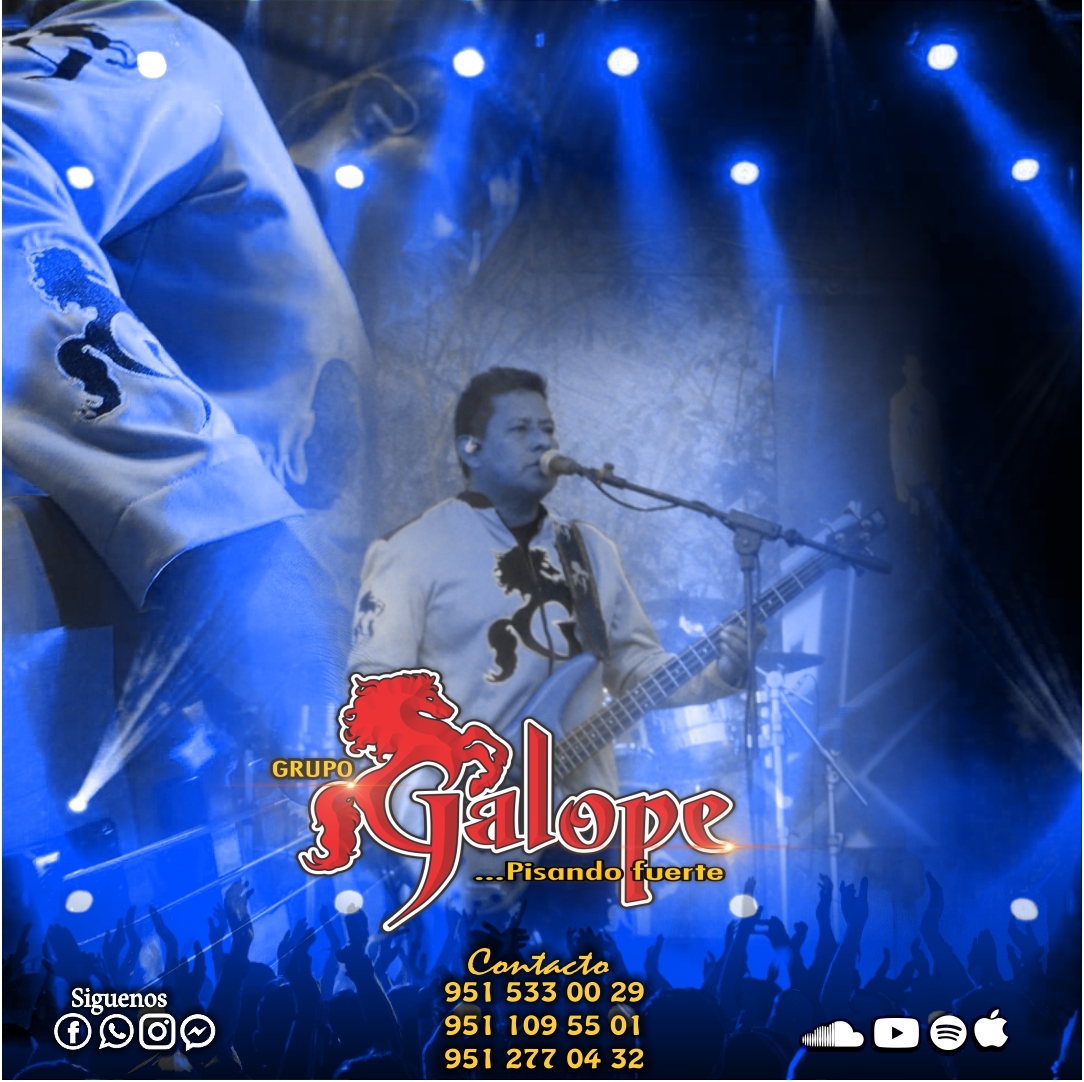 GRUPO
Galope
...Pisando fuerte
Contacto
951 533 00 29
951 109 55 01
951 277 04 32
Siguenos